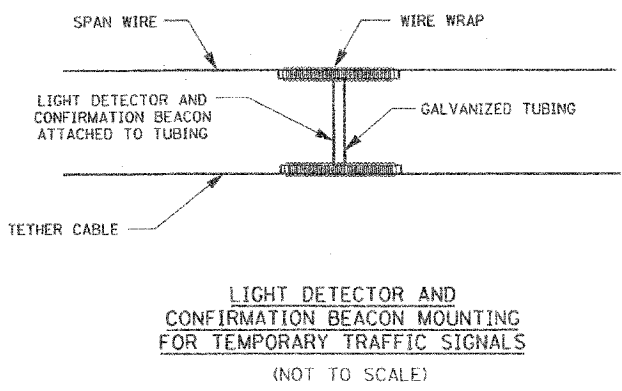 SPAN WIRE
WIRE WRAP
LIGHT DETECTOR AND
CONFIRMATION BEACON
ATTACHED TO TUBING
GALVANIZED TUBING
TETHER CABLE
LIGHT DETECTOR AND
CONFIRMATION BEACON MOUNTING
FOR TEMPORARY TRAFFIC SIGNALS
(NOT TO SCALE)